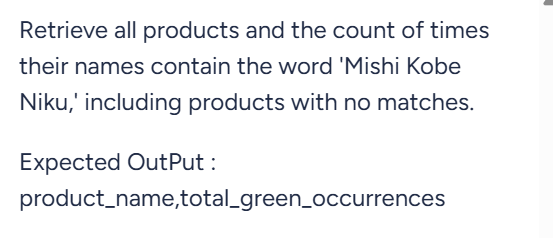 Retrieve all products and the count of times
their names contain the word 'Mishi Kobe
Niku,' including products with no matches.
Expected OutPut :
product_name,total_green_occurrences